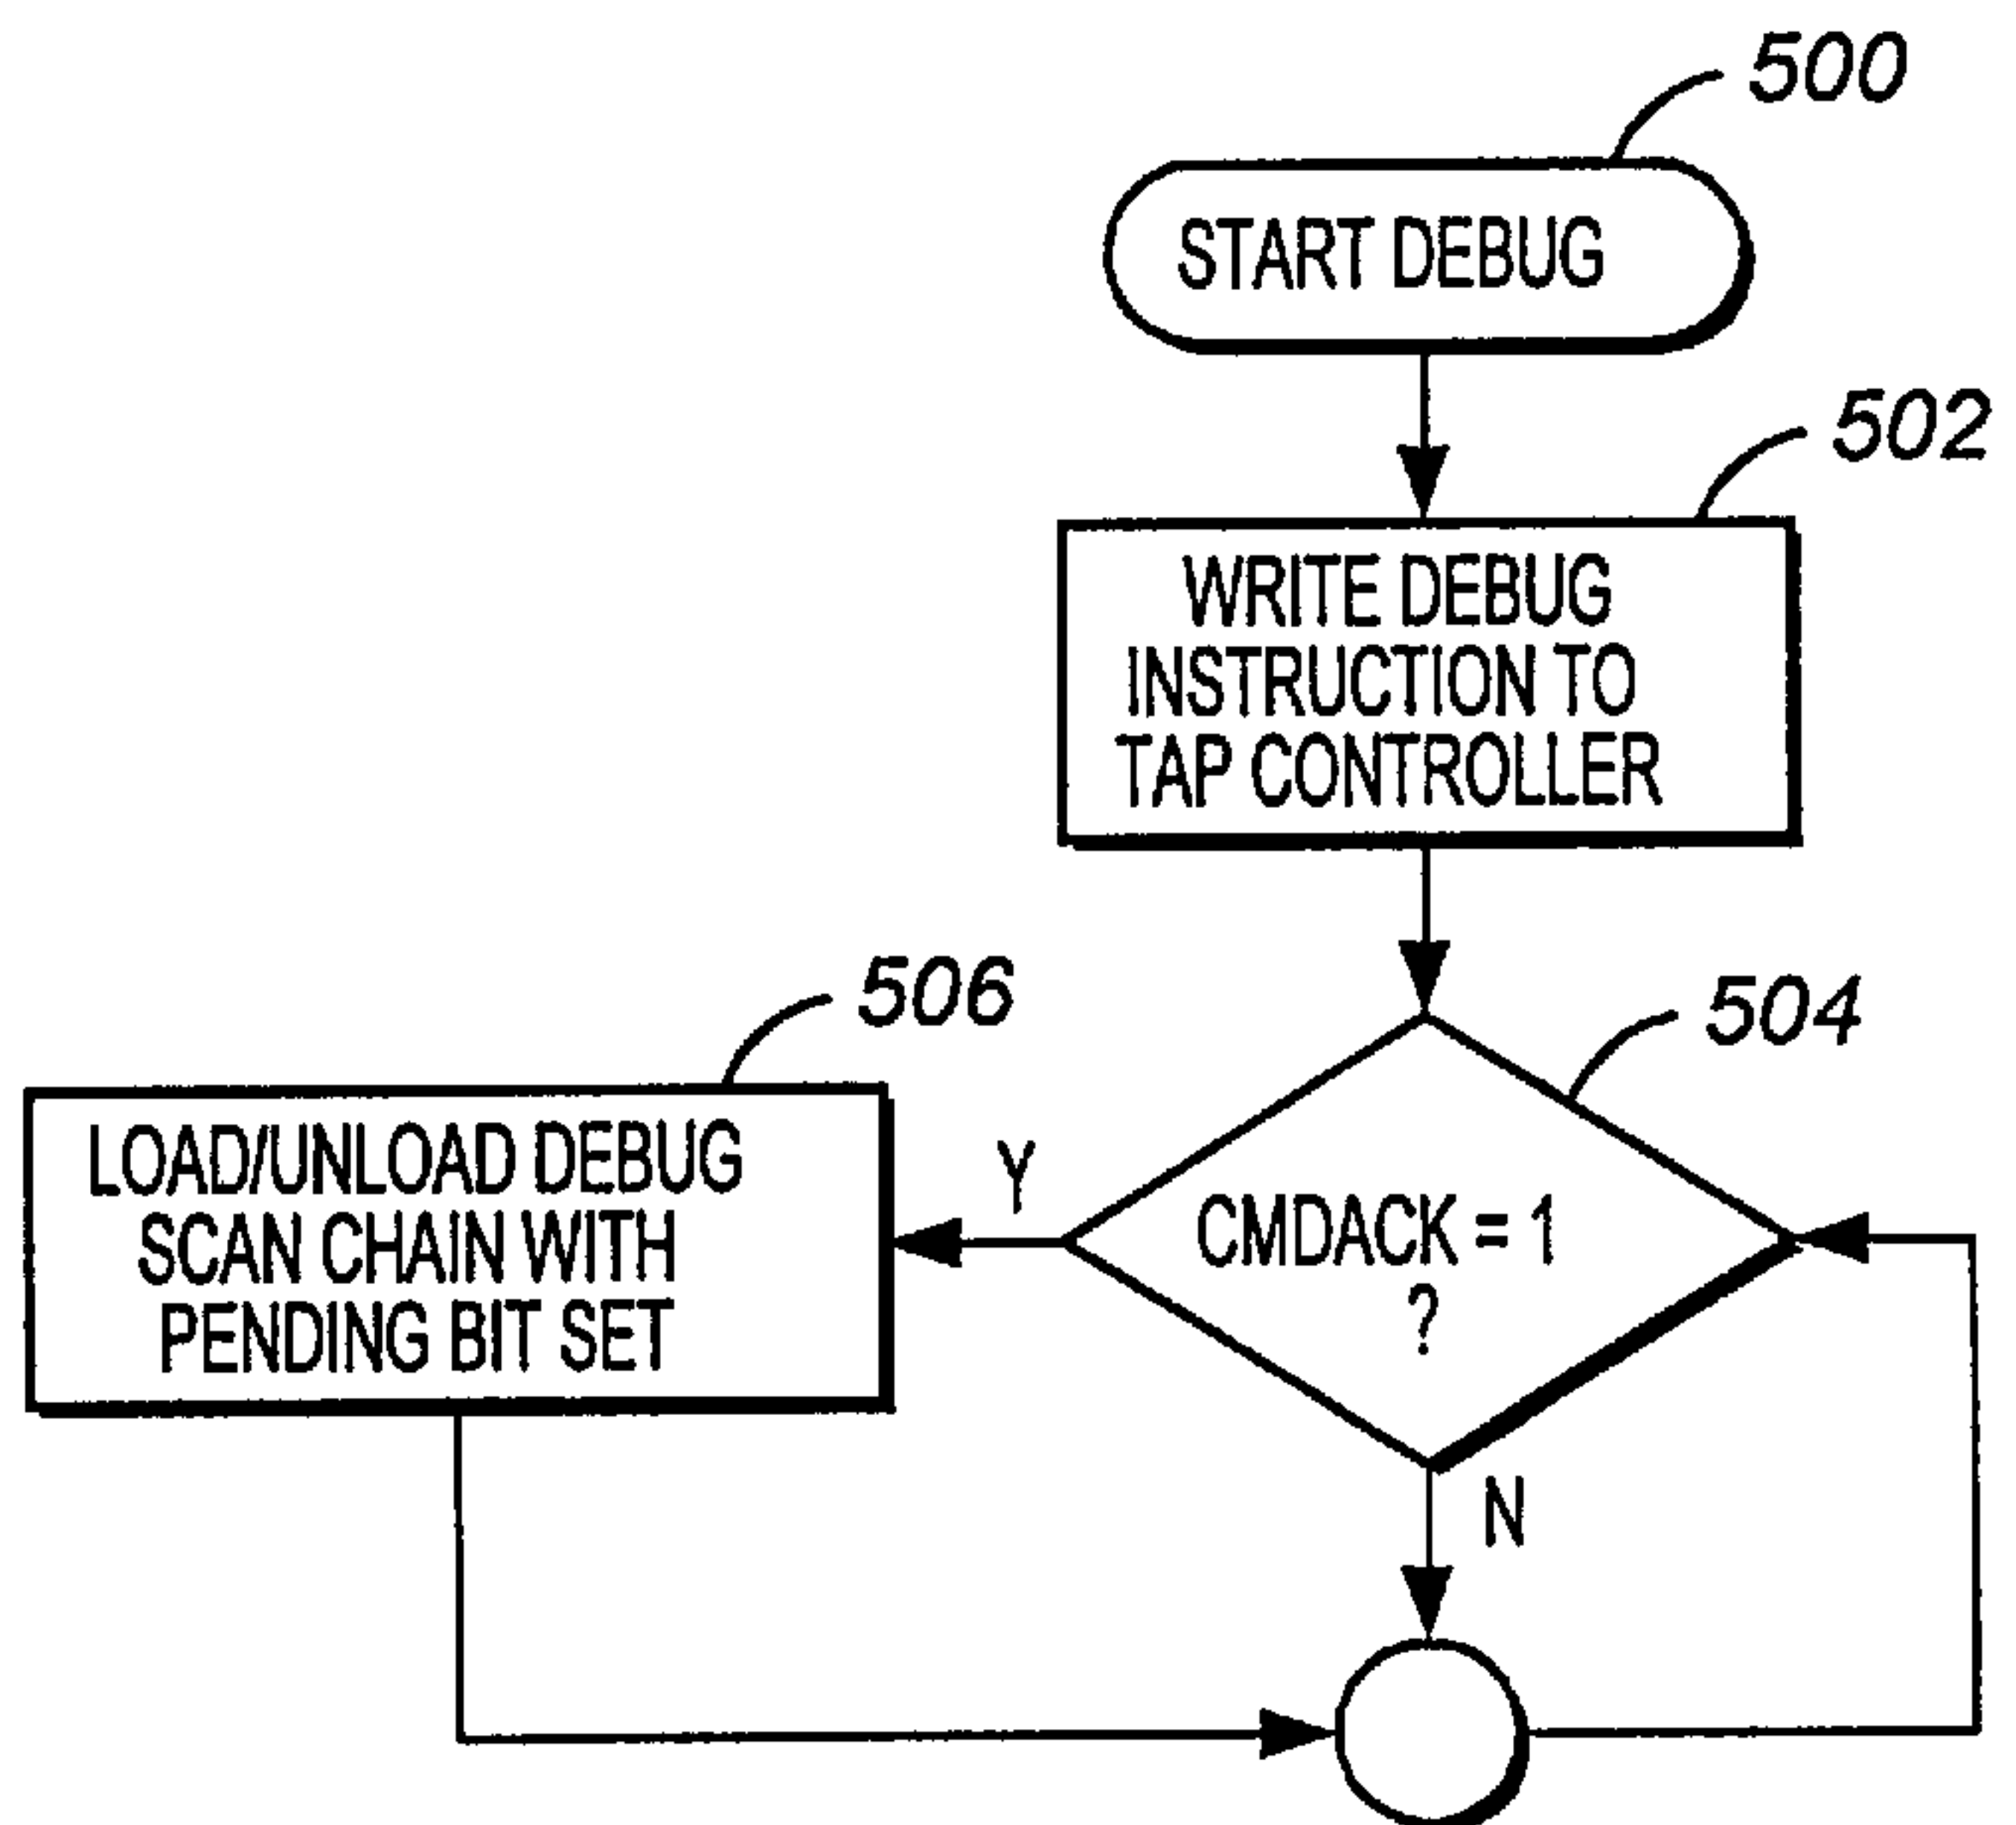 500
START DEBUG
502
WRITE DEBUG
INSTRUCTION TO
TAP CONTROLLER
504
CMDACK = 1
?
Y
N
506
LOAD/UNLOAD DEBUG
SCAN CHAIN WITH
PENDING BIT SET